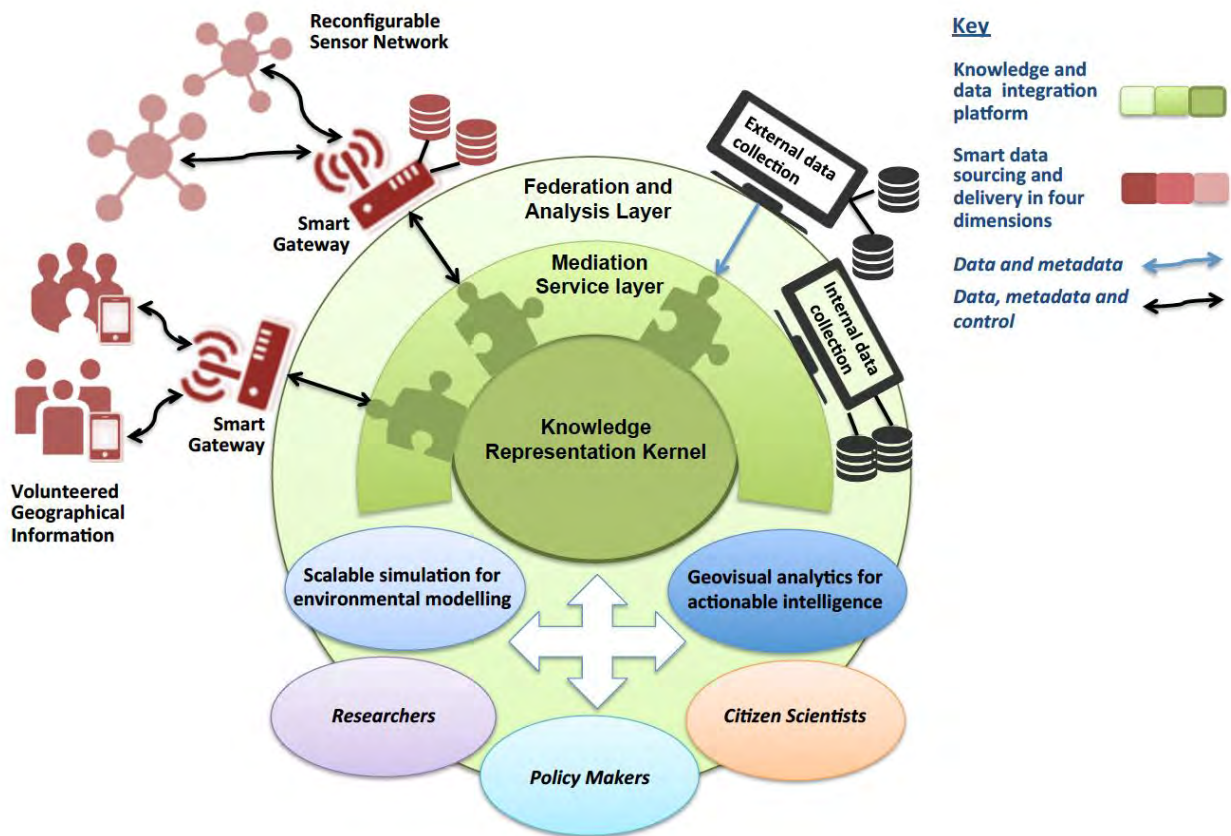 Reconfigurable
Sensor Network
Smart
Gateway
Volunteered
Geographical
Information
Smart
Gateway
Federation and
Analysis Layer
Mediation
Service layer
Knowledge
Representation Kernel
External data
collection
Internal data
collection
Scalable simulation for
environmental modelling
Geovisual analytics for
actionable intelligence
Researchers
Policy Makers
Citizen Scientists
Key
Knowledge and
data integration
platform
Smart data
sourcing and
delivery in four
dimensions
Data and metadata
Data, metadata and
control